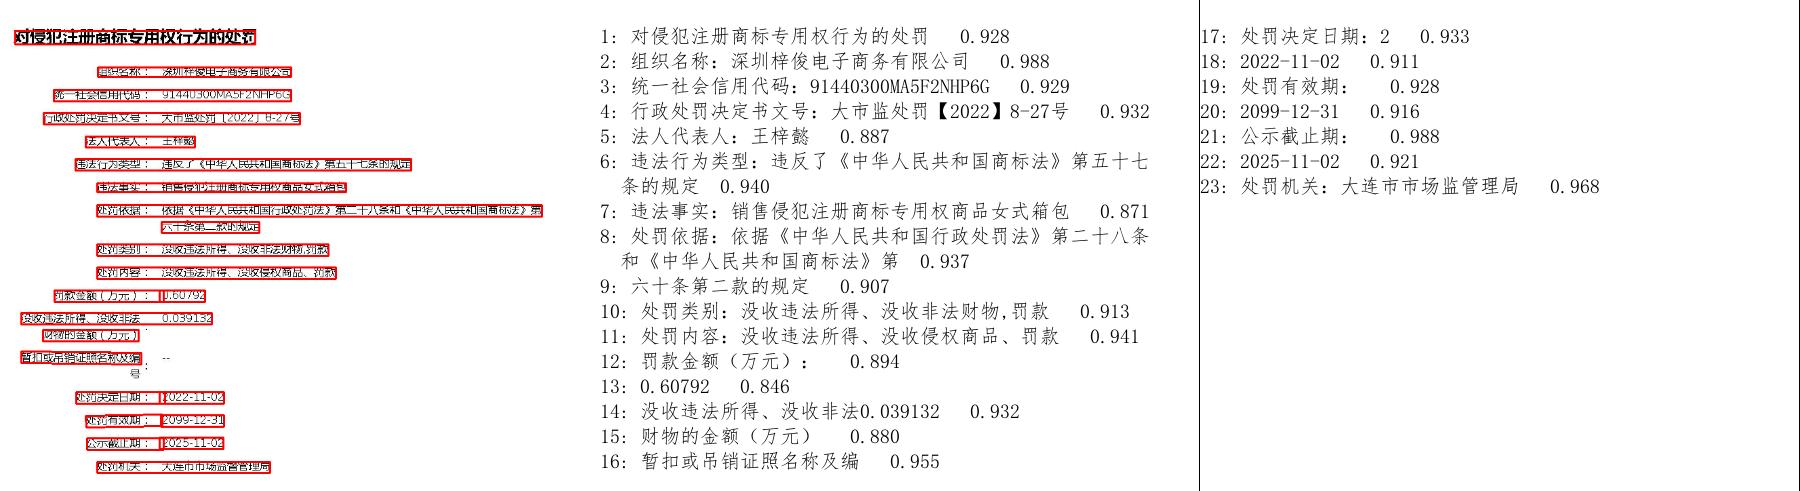 对侵犯注册商标专用权行为的处罚
组织名称： 深圳梓俊电子商务有限公司
统一社会信用代码： 91440300MA5F2NHP6G
行政处罚决定书文号： 大市监处罚〔2022〕8-27号
法人代表人： 王梓懿
违法行为类型： 违反了《中华人民共和国商标法》第五十七条的规定
违法事实： 销售侵犯注册商标专用权商品女式箱包
处罚依据： 依据《中华人民共和国行政处罚法》第二十八条和《中华人民共和国商标法》第
六十条第二款的规定
处罚类别： 没收违法所得、没收非法财物,罚款
处罚内容： 没收违法所得、没收侵权商品、罚款
罚款金额（万元）： 0.60792
没收违法所得、没收非法 0.039132
财物的金额（万元） ：
暂扣或吊销证照名称及编 ： --
号
处罚决定日期： 2022-11-02
处罚有效期： 2099-12-31
公示截止期： 2025-11-02
处罚机关： 大连市市场监督管理局
1: 对侵犯注册商标专用权行为的处罚 0.928
2: 组织名称: 深圳梓俊电子商务有限公司 0.988
3: 统一社会信用代码: 91440300MA5F2NHP6G 0.929
4: 行政处罚决定书文号: 大市监处罚【2022】8-27号 0.932
5: 法人代表人: 王梓懿 0.887
6: 违法行为类型: 违反了《中华人民共和国商标法》第五十七
条的规定 0.940
7: 违法事实: 销售侵犯注册商标专用权商品女式箱包 0.871
8: 处罚依据: 依据《中华人民共和国行政处罚法》第二十八条
和《中华人民共和国商标法》第 0.937
9: 六十条第二款的规定 0.907
10: 处罚类别: 没收违法所得、没收非法财物,罚款 0.913
11: 处罚内容: 没收违法所得、没收侵权商品、罚款 0.941
12: 罚款金额（万元）: 0.894
13: 0.60792 0.846
14: 没收违法所得、没收非法0.039132 0.932
15: 财物的金额（万元） 0.880
16: 暂扣或吊销证照名称及编 0.955
17: 处罚决定日期: 2 0.933
18: 2022-11-02 0.911
19: 处罚有效期: 0.928
20: 2099-12-31 0.916
21: 公示截止期: 0.988
22: 2025-11-02 0.921
23: 处罚机关: 大连市市场监管理局 0.968